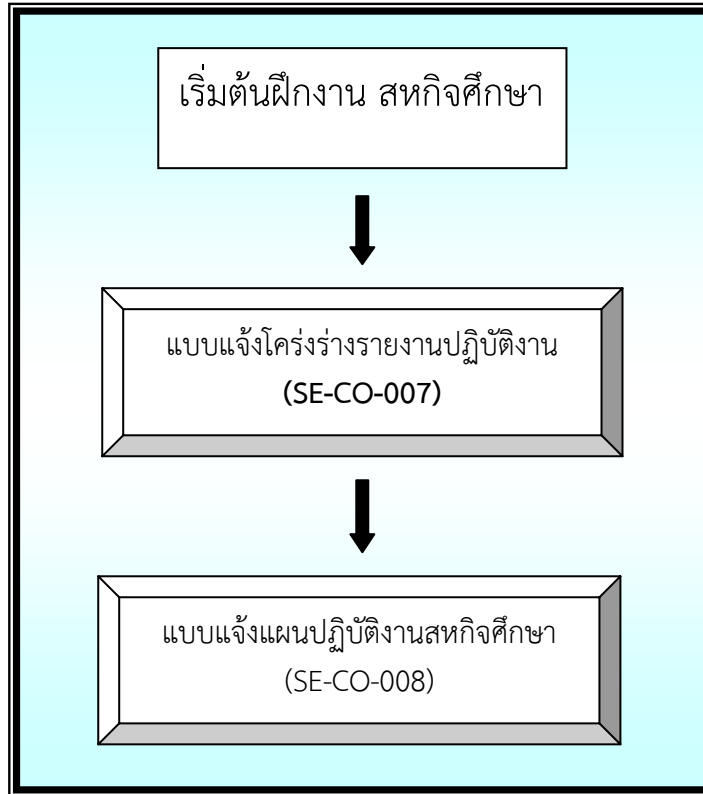 เริ่มต้นฝึกงาน สหกิจศึกษา
แบบแจ้งโคร่งร่างรายงานปฏิบัติงาน
(SE-CO-007)
แบบแจ้งแผนปฏิบัติงานสหกิจศึกษา
(SE-CO-008)